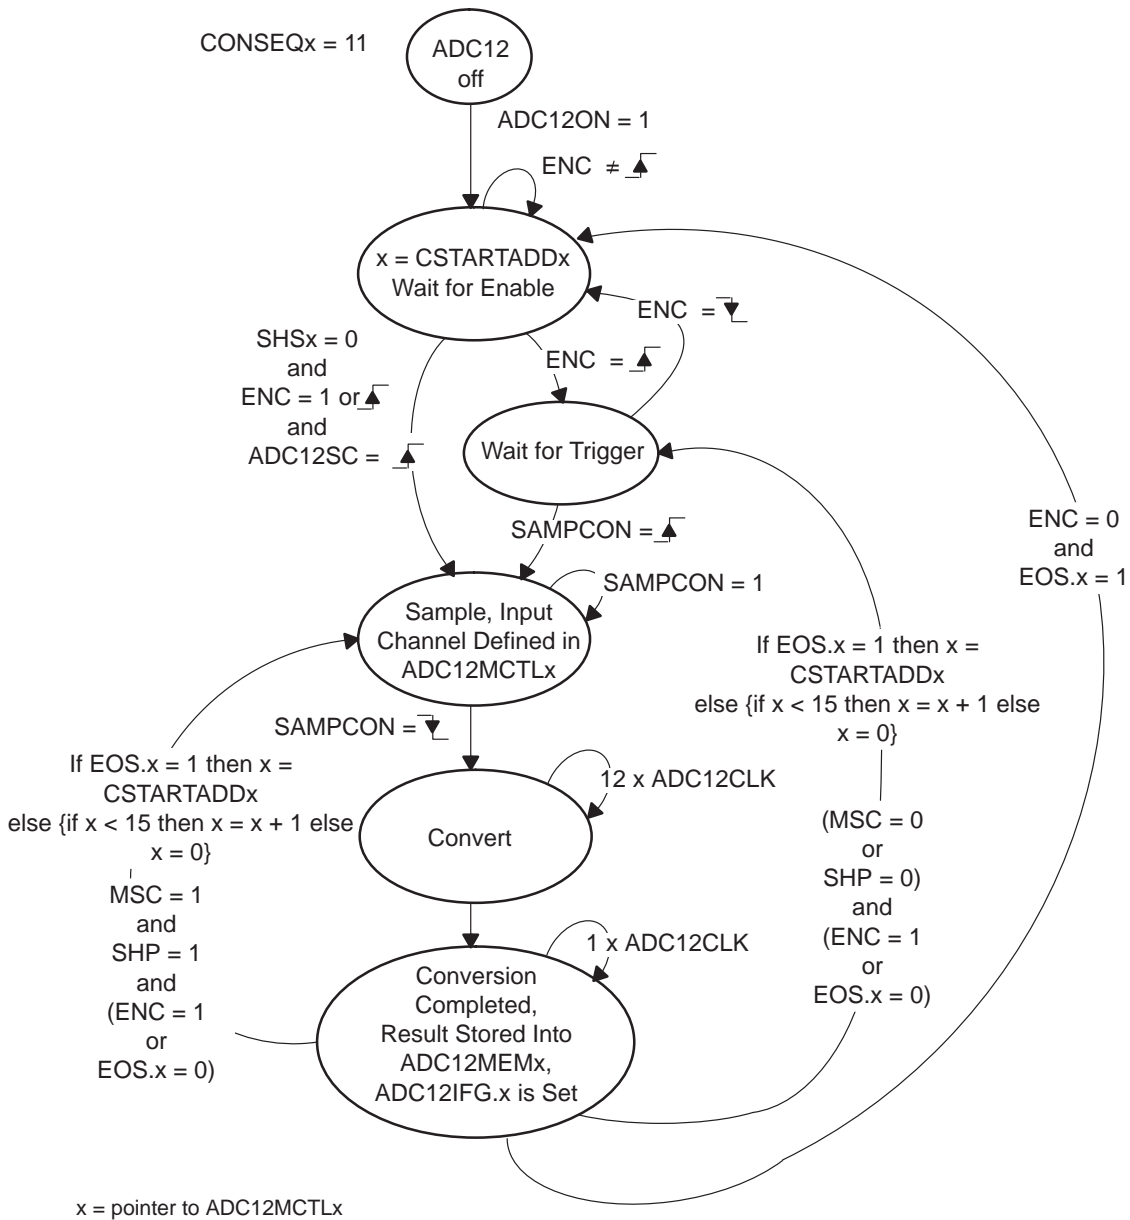 CONSEQx = 11
ADC12
off
ADC12ON = 1
ENC ≠
x = CSTARTADDx
Wait for Enable
ENC =
SHSx = 0
and
ENC = 1 or
and
ADC12SC =
ENC =
Wait for Trigger
SAMPCON =
ENC = 0
and
EOS.x = 1
SAMPCON = 1
Sample, Input
Channel Defined in
ADC12MCTLx
If EOS.x = 1 then x =
CSTARTADDx
else {if x < 15 then x = x + 1 else
x = 0}
SAMPCON =
If EOS.x = 1 then x =
CSTARTADDx
else {if x < 15 then x = x + 1 else
x = 0}
12 x ADC12CLK
Convert
(MSC = 0
or
SHP = 0)
and
(ENC = 1
or
EOS.x = 0)
MSC = 1
and
SHP = 1
and
(ENC = 1
or
EOS.x = 0)
1 x ADC12CLK
Conversion
Completed,
Result Stored Into
ADC12MEMx,
ADC12IFG.x is Set
x = pointer to ADC12MCTLx